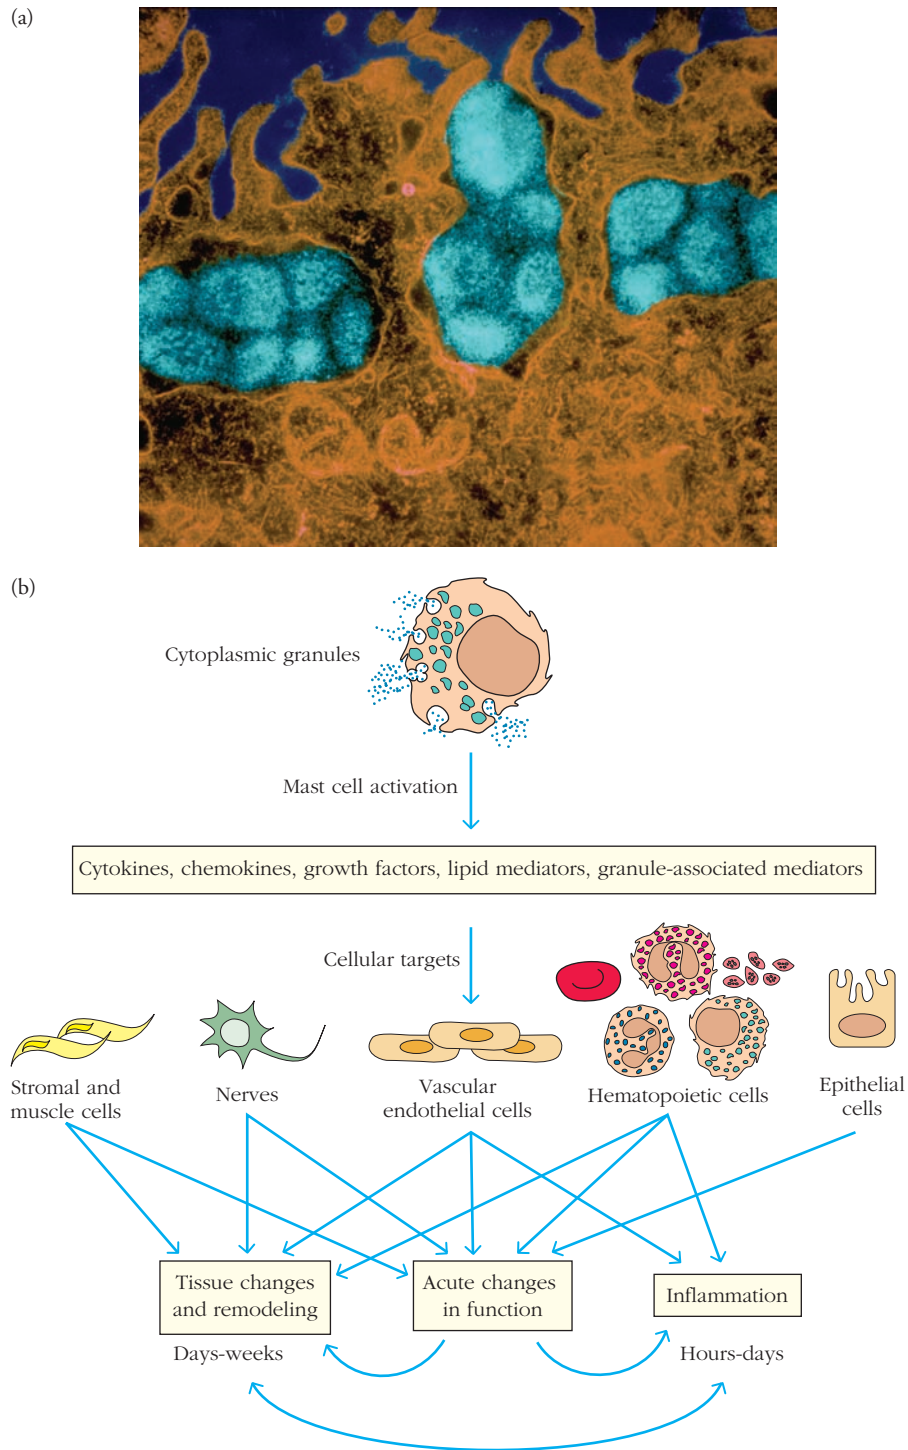 (a)
(b)
Cytoplasmic granules
Mast cell activation
Cytokines, chemokines, growth factors, lipid mediators, granule-associated mediators
Cellular targets
Stromal and
muscle cells
Nerves
Vascular
endothelial cells
Hematopoietic cells
Epithelial
cells
Tissue changes
and remodeling
Acute changes
in function
Inflammation
Days-weeks
Hours-days